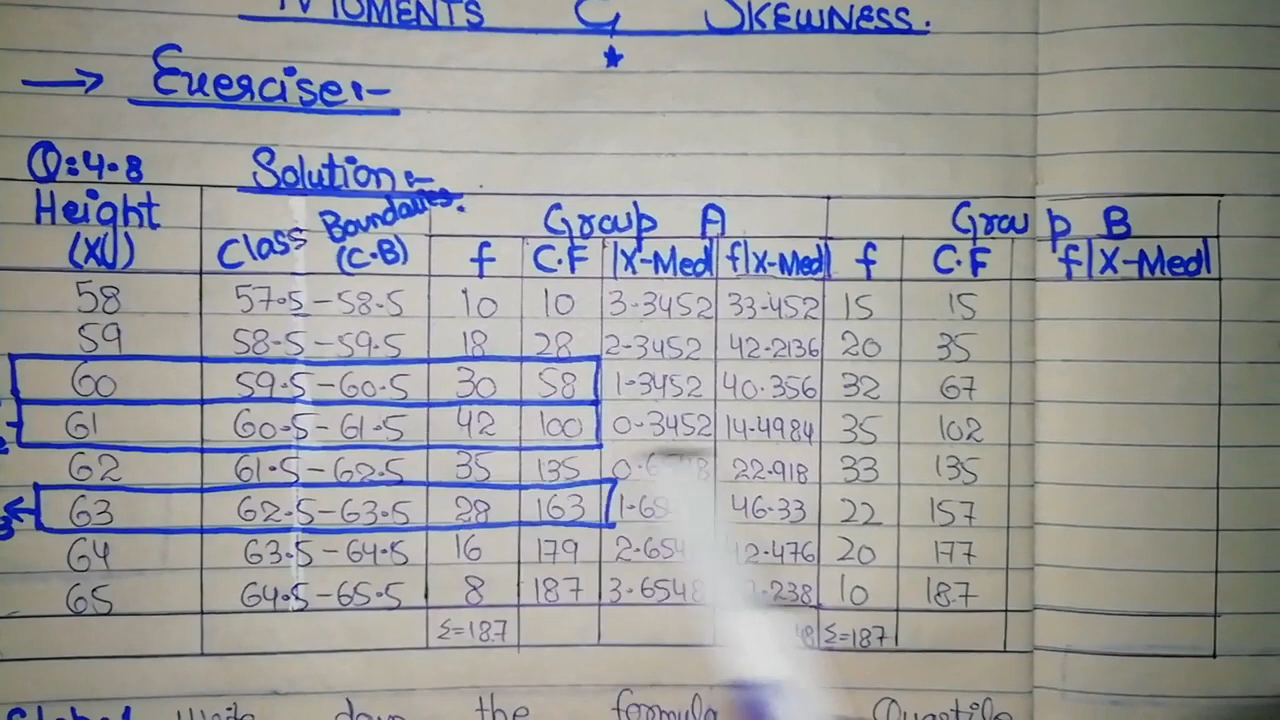 MOMENTS & SKEWNESS.
→ Exercise:-
Q:4.8 Solution:-
Height (Xi) Class Boundaries. (C.B) Group A Group B
f C.F |X-Med| f|X-Med| f C.F f|X-Med|
58 57.5-58.5 10 10 3.3452 33.452 15 15
59 58.5-59.5 18 28 2.3452 42.2136 20 35
60 59.5-60.5 30 58 1.3452 40.356 32 67
61 60.5-61.5 42 100 0.3452 14.4984 35 102
62 61.5-62.5 35 135 22.918 33 135
63 62.5-63.5 28 163 46.33 22 157
64 63.5-64.5 16 179 20 177
65 64.5-65.5 8 187 3.6548 10 187
Σ=187 Σ=187
write down the formula Quartile